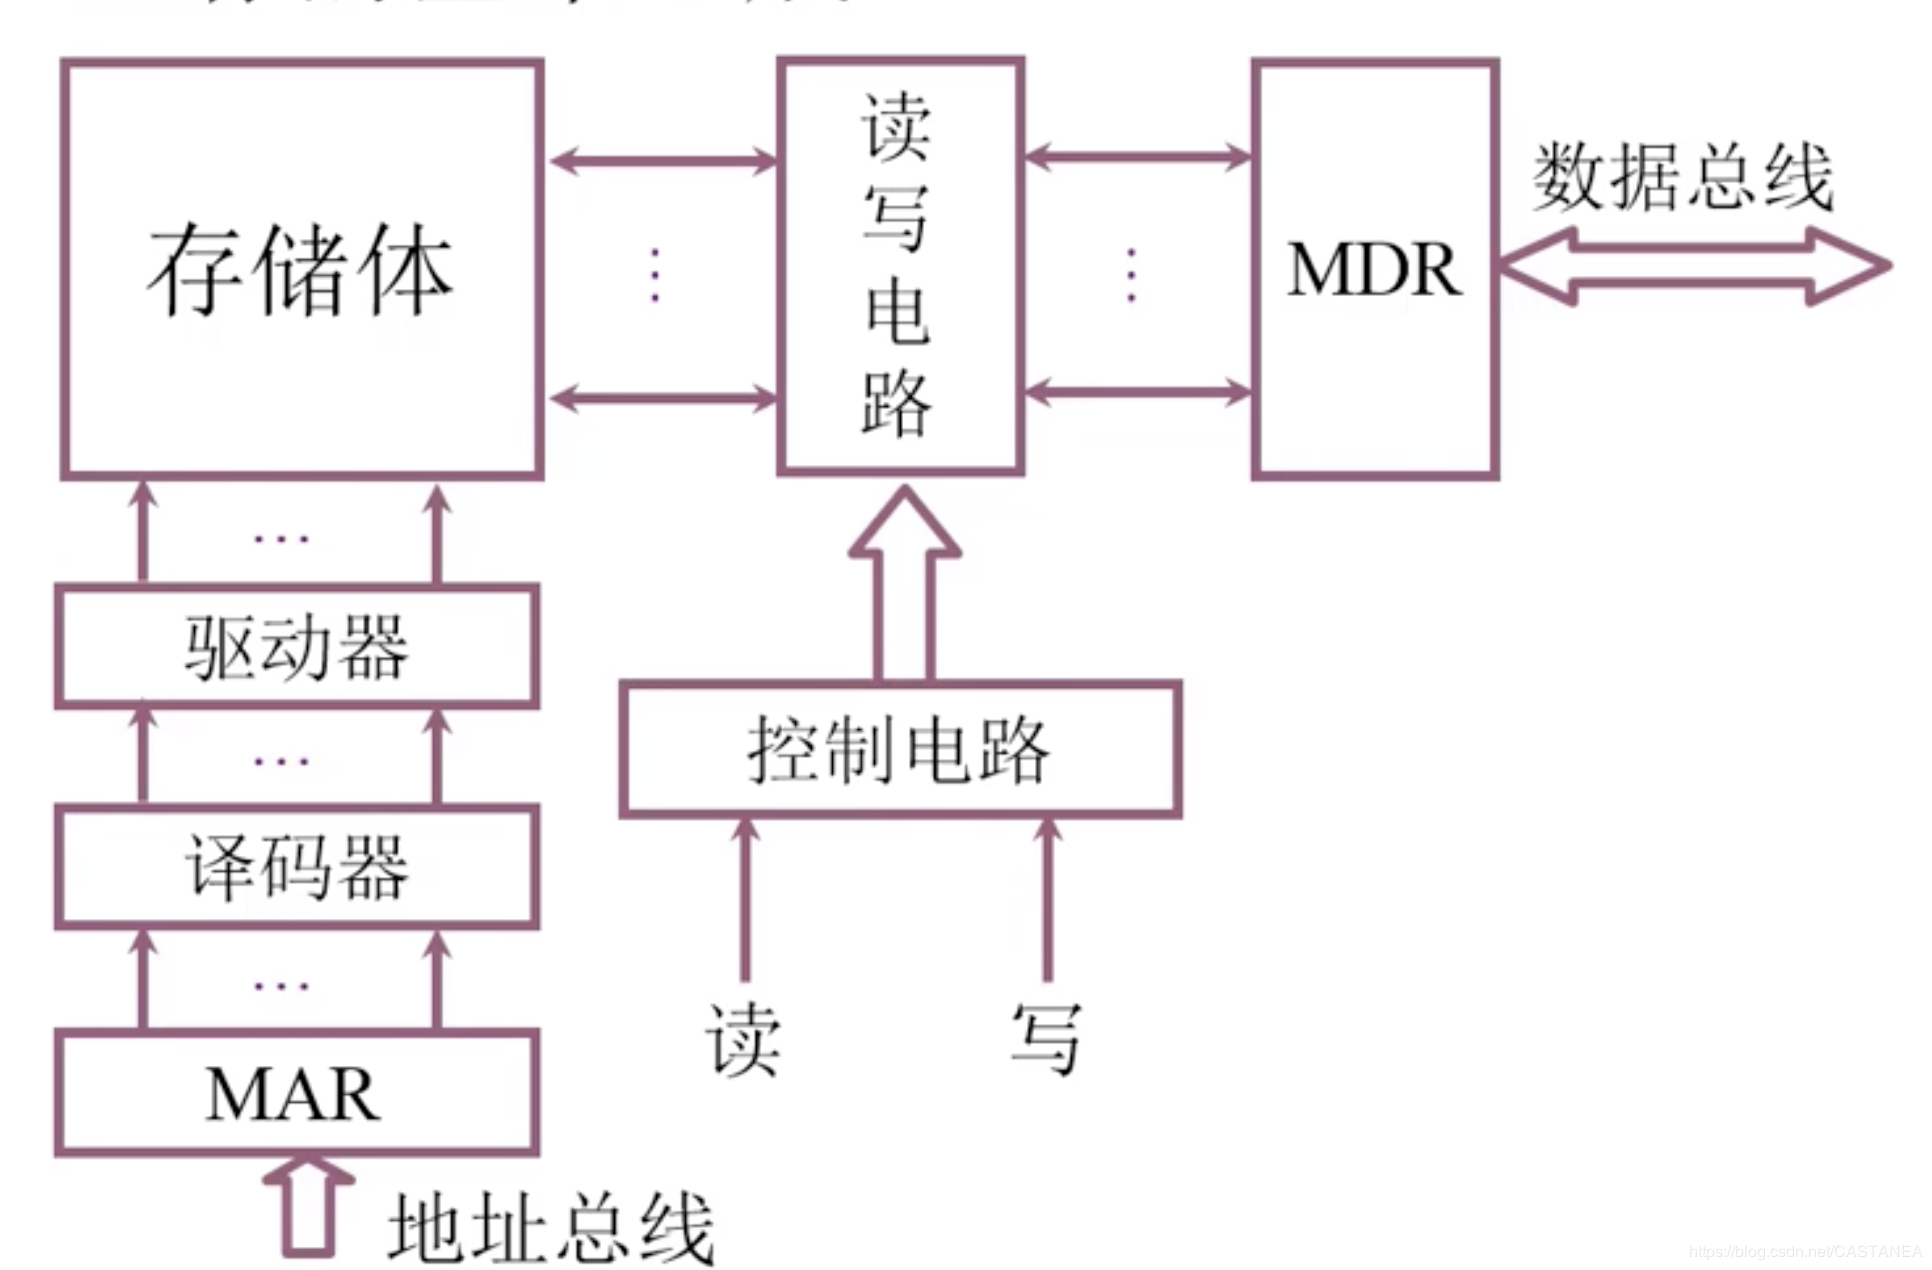 存储体
读
写
电
路
MDR
数据总线
驱动器
控制电路
译码器
读
写
MAR
地址总线
https://blog.csdn.net/CASTANEA